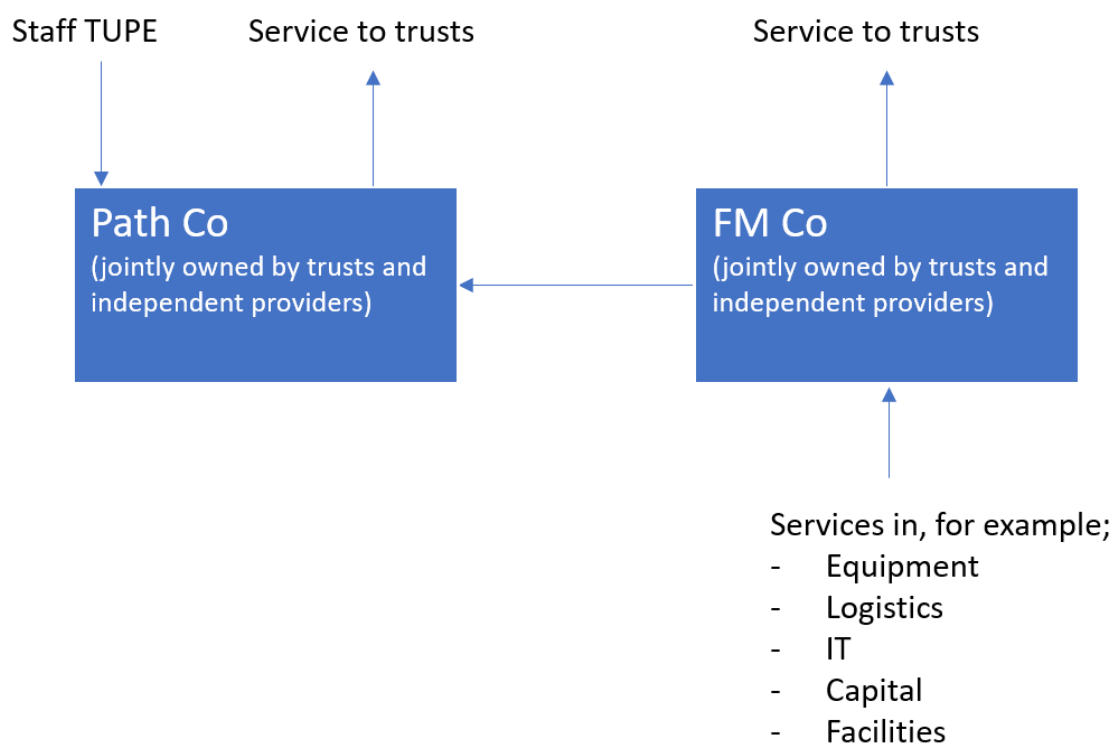 Staff TUPE
Service to trusts
Service to trusts
Path Co
(jointly owned by trusts and
independent providers)
FM Co
(jointly owned by trusts and
independent providers)
Services in, for example;
- Equipment
- Logistics
- IT
- Capital
- Facilities